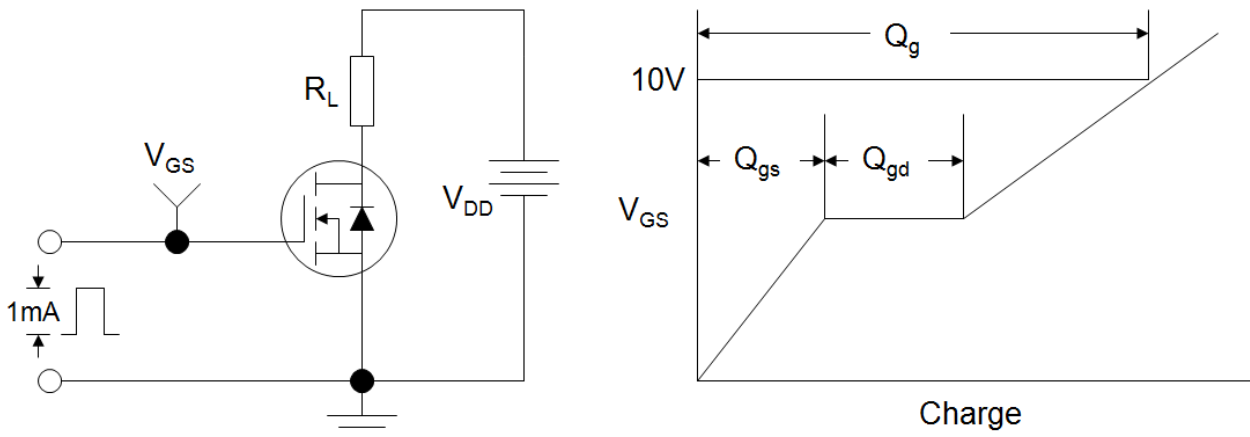 R_L
V_GS
V_DD
1mA
Q_g
10V
Q_gs
Q_gd
V_GS
Charge